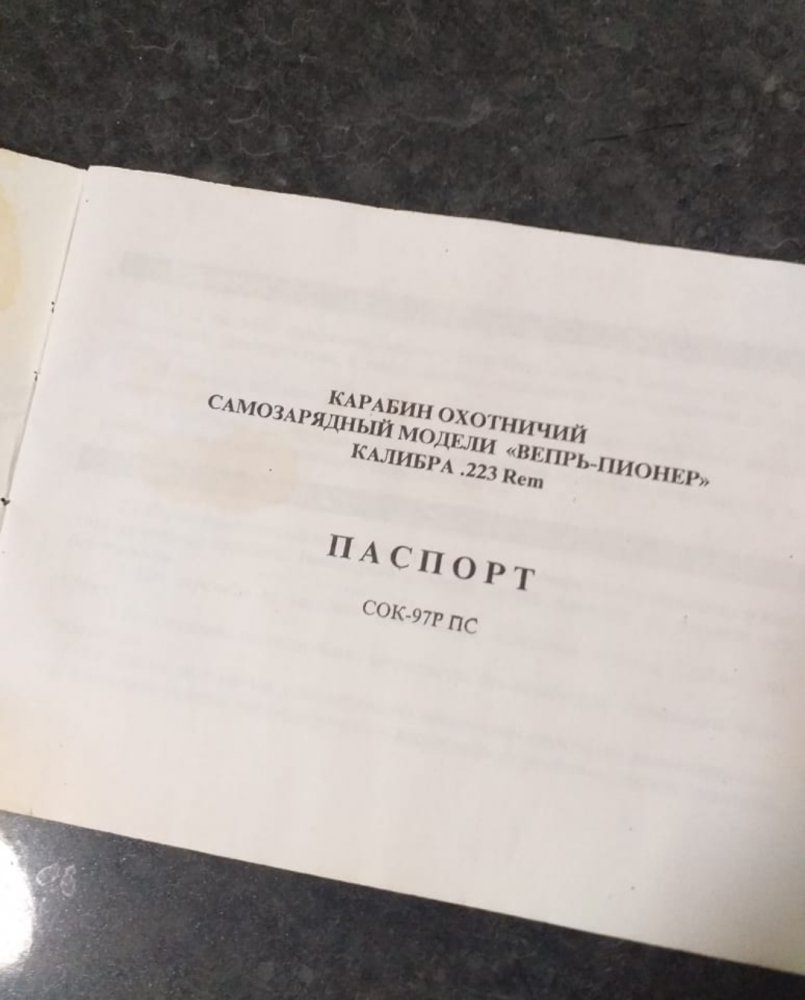 КАРАБИН ОХОТНИЧИЙ
САМОЗАРЯДНЫЙ МОДЕЛИ «ВЕПРЬ-ПИОНЕР»
КАЛИБРА .223 Rem
ПАСПОРТ
СОК-97Р ПС